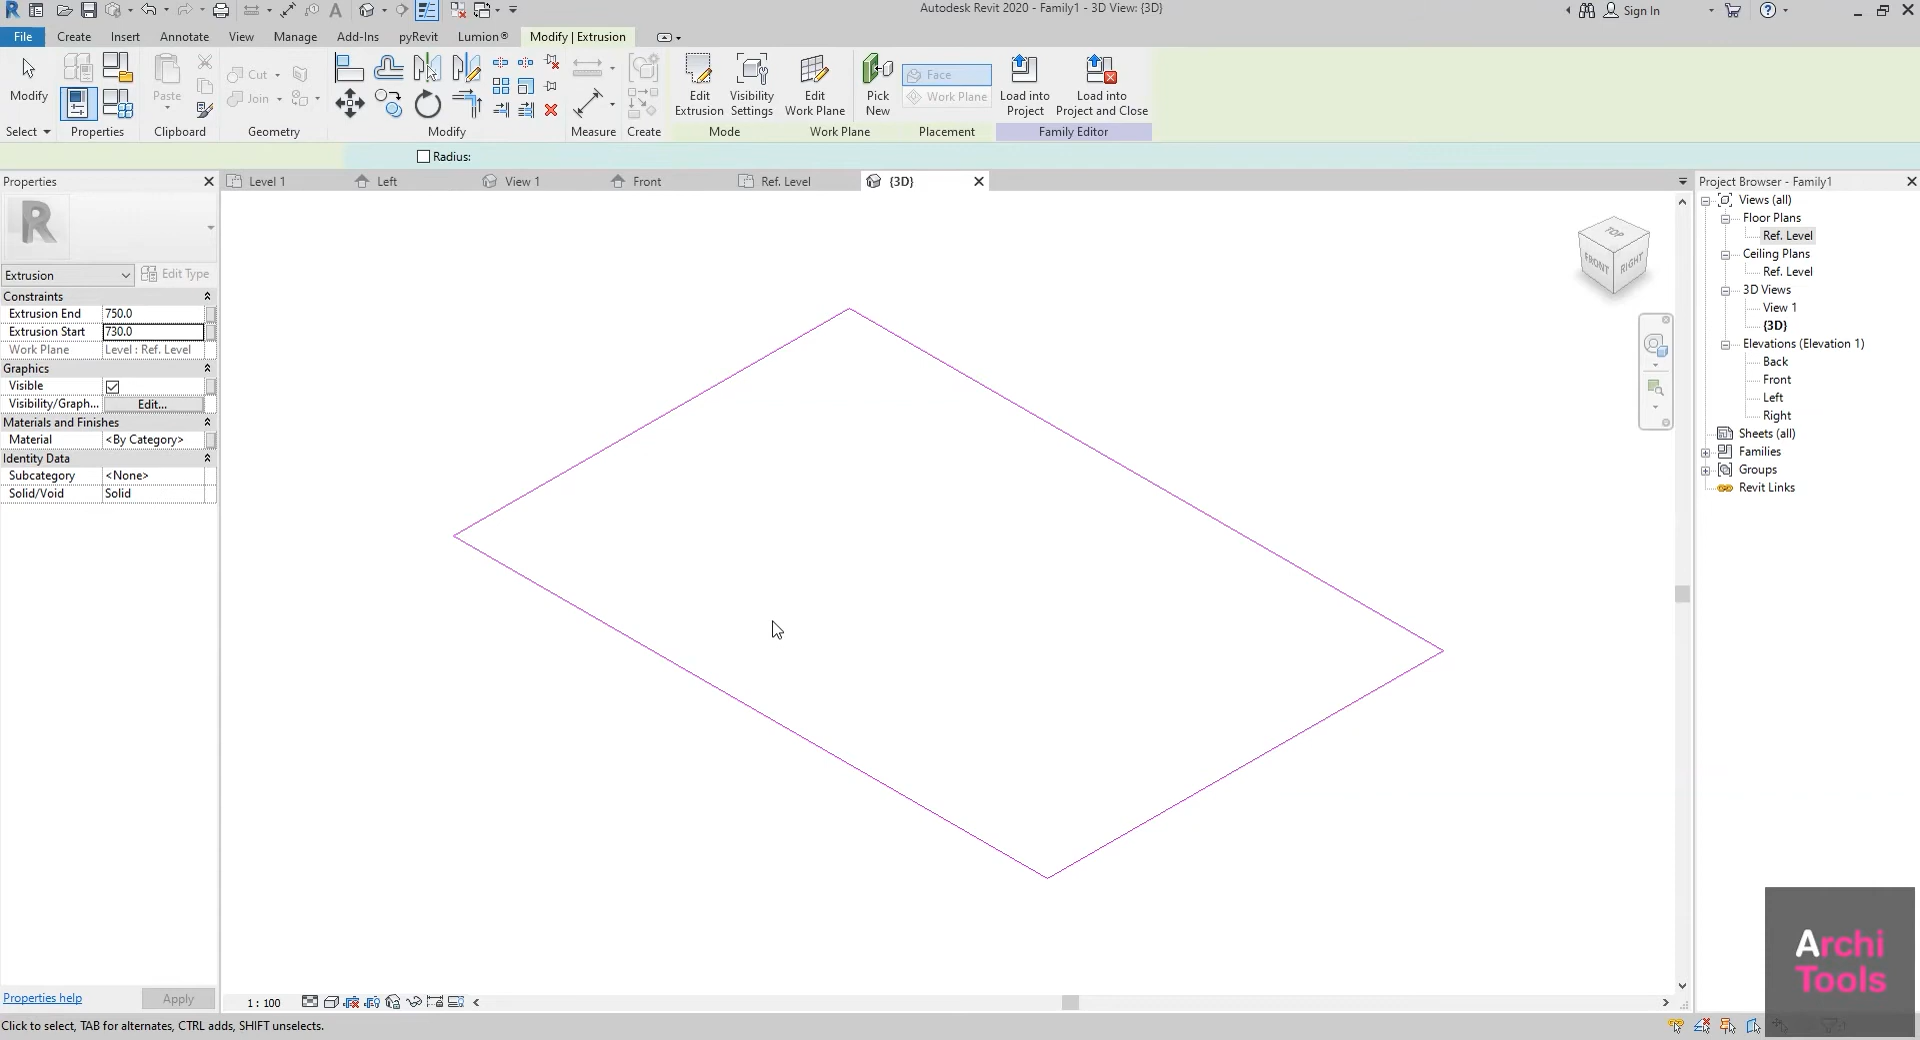 Autodesk Revit 2020 - Family1 - 3D View: {3D}
Sign In
File
Create
Insert
Annotate
View
Manage
Add-Ins
pyRevit
Lumion®
Modify | Extrusion
Modify
Cut
Join
Paste
Edit
Extrusion
Visibility
Settings
Edit
Work Plane
Pick
New
Face
Work Plane
Load into
Project
Load into
Project and Close
Select
Properties
Clipboard
Geometry
Modify
Measure
Create
Mode
Work Plane
Placement
Family Editor
Radius:
Properties
Level 1
Left
View 1
Front
Ref. Level
{3D}
Project Browser - Family1
Extrusion
Edit Type
Constraints
Extrusion End 750.0
Extrusion Start 730.0
Work Plane Level : Ref. Level
Graphics
Visible
Visibility/Graph... Edit...
Materials and Finishes
Material <By Category>
Identity Data
Subcategory <None>
Solid/Void Solid
TOP
FRONT
RIGHT
Views (all)
Floor Plans
Ref. Level
Ceiling Plans
Ref. Level
3D Views
View 1
{3D}
Elevations (Elevation 1)
Back
Front
Left
Right
Sheets (all)
Families
Groups
Revit Links
Archi
Tools
Properties help
Apply
1 : 100
Click to select, TAB for alternates, CTRL adds, SHIFT unselects.